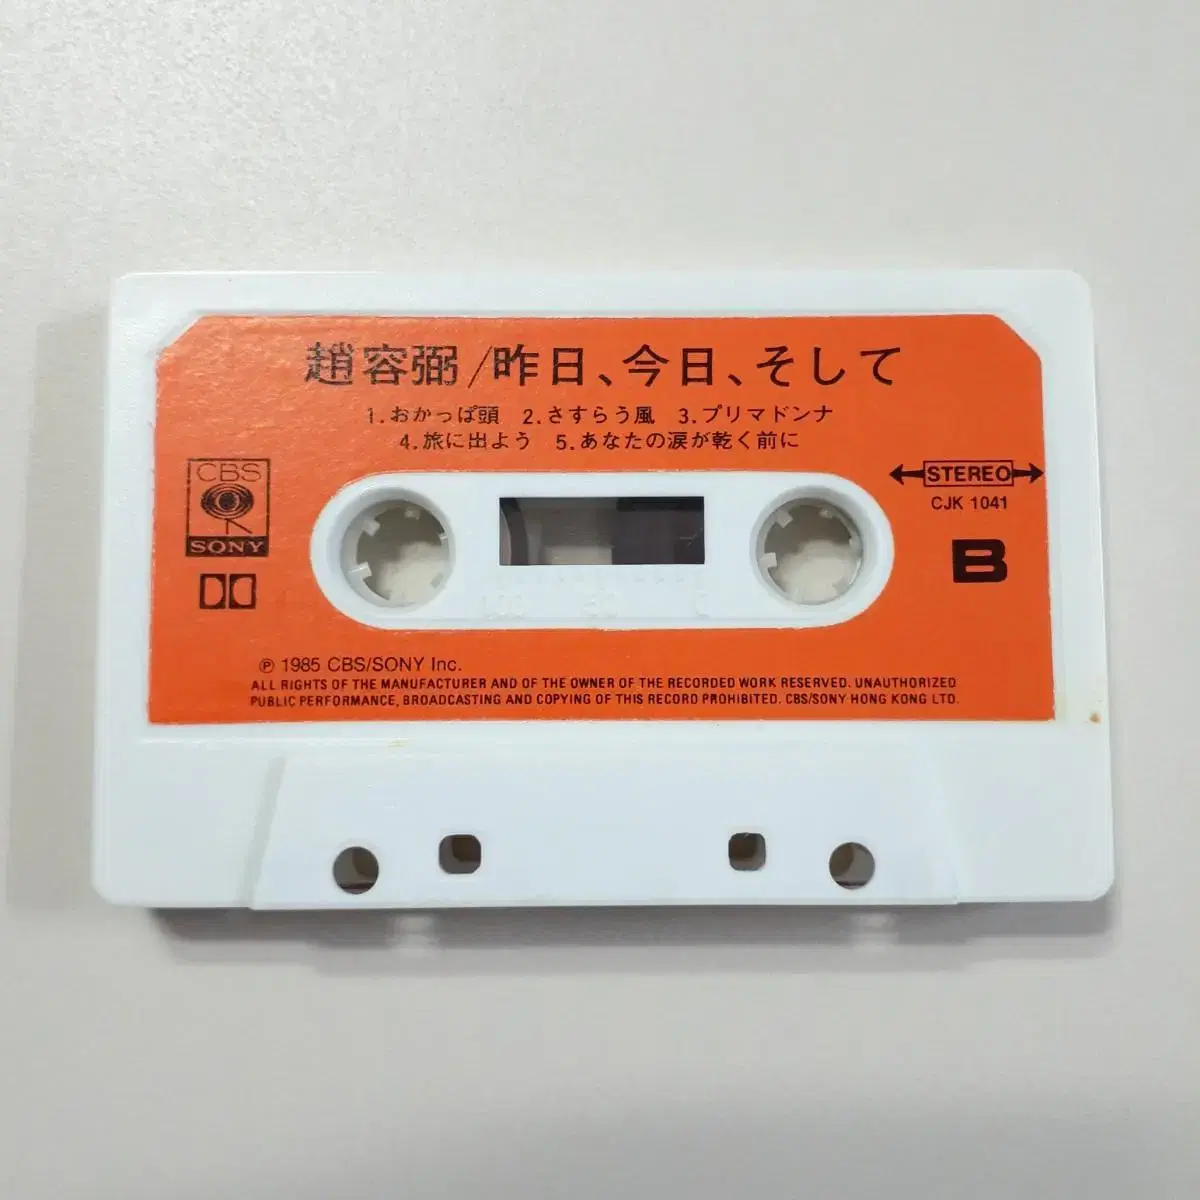 趙容弼/昨日、今日、そして
1.おかっぱ頭 2.さすらう風 3.プリマドンナ
4.旅に出よう 5.あなたの涙が乾く前に
CBS
SONY
STEREO
CJK 1041
B
100 50 0
℗ 1985 CBS/SONY Inc.
ALL RIGHTS OF THE MANUFACTURER AND OF THE OWNER OF THE RECORDED WORK RESERVED. UNAUTHORIZED
PUBLIC PERFORMANCE, BROADCASTING AND COPYING OF THIS RECORD PROHIBITED. CBS/SONY HONG KONG LTD.